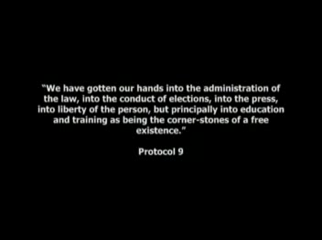 "We have gotten our hands into the administration of
the law, into the conduct of elections, into the press,
into liberty of the person, but principally into education
and training as being the corner-stones of a free
existence."
Protocol 9